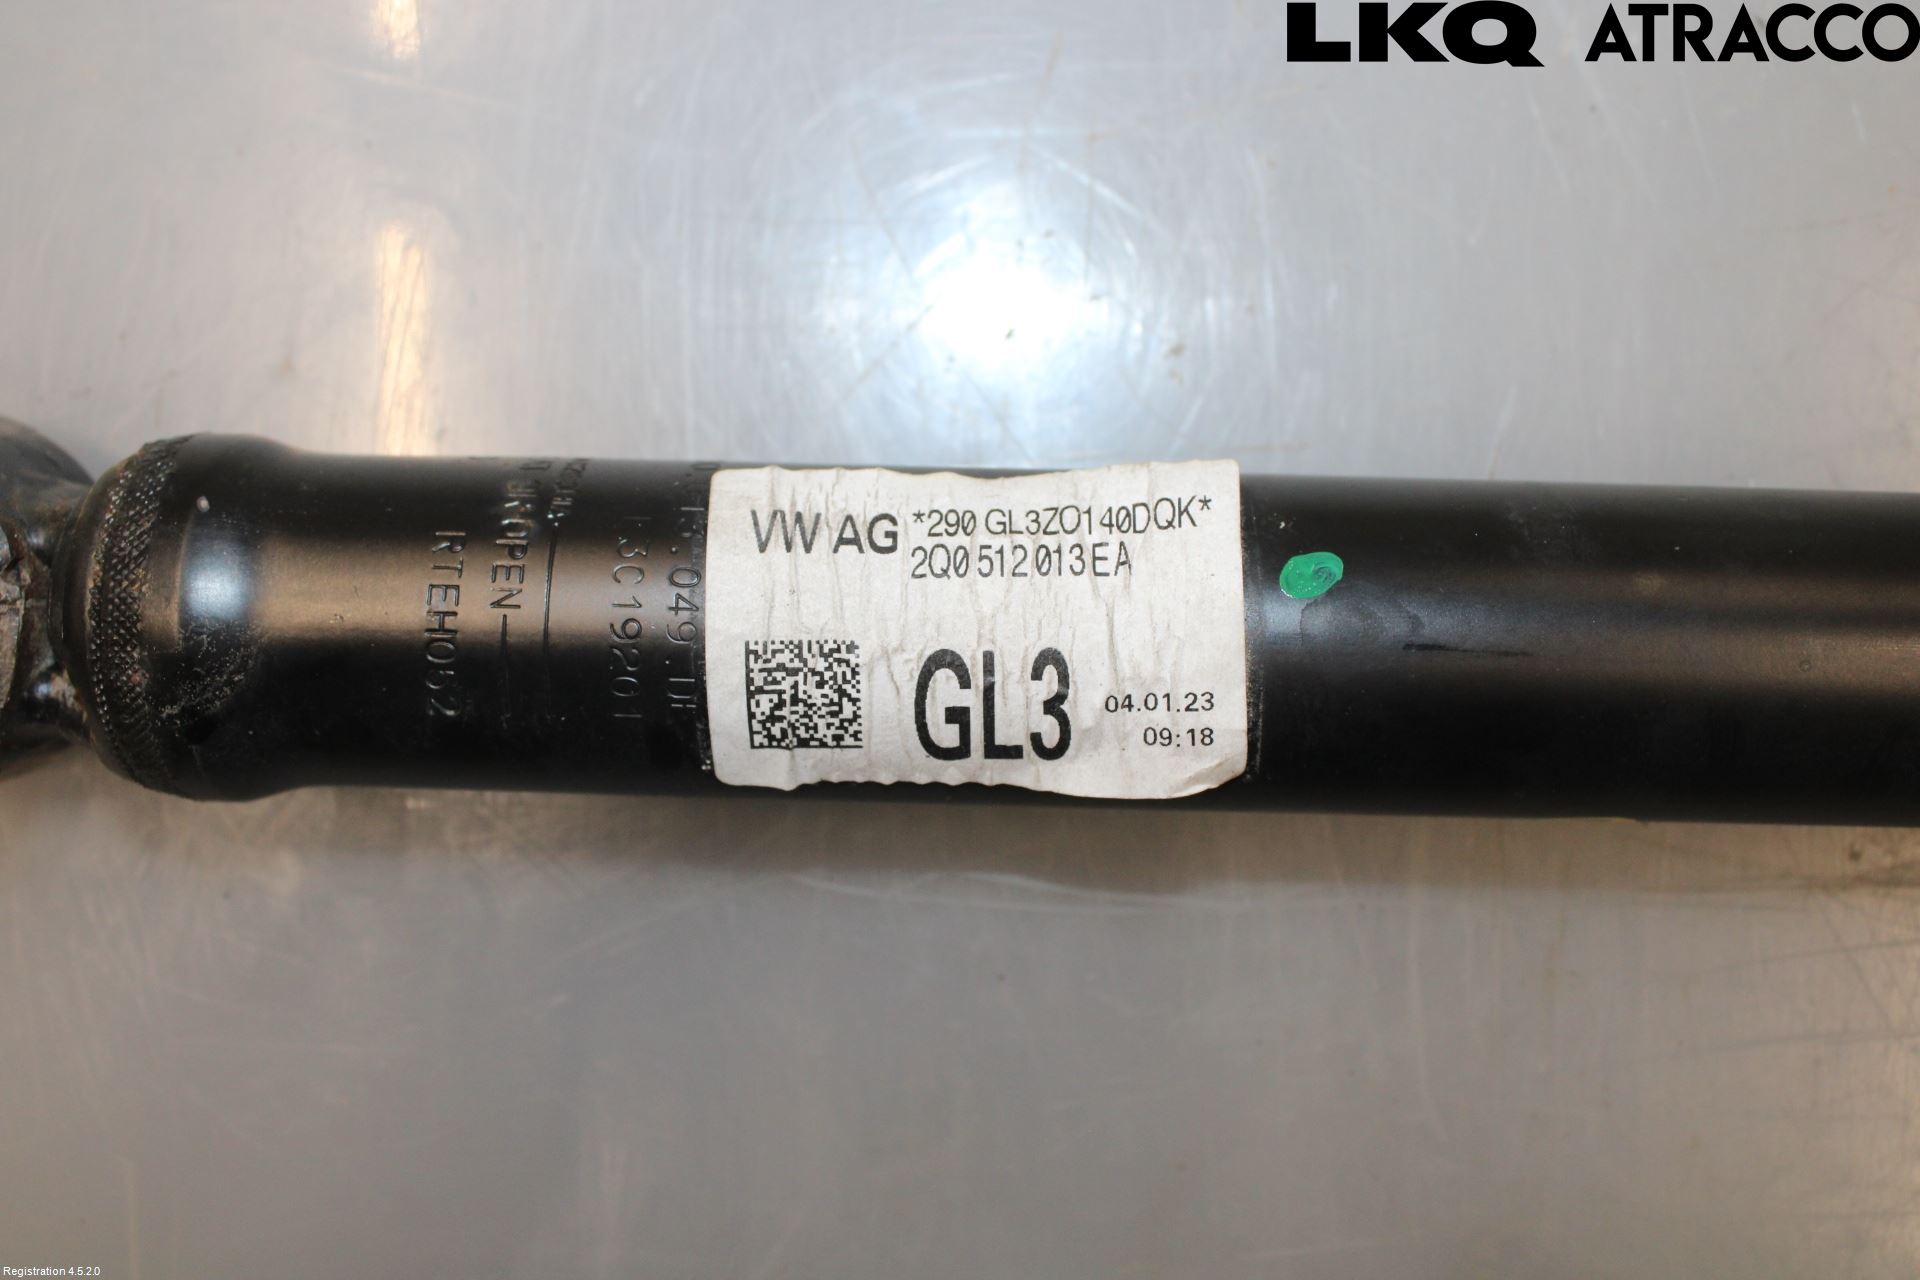 LKQ ATRACCO
VW AG *290 GL3ZO140DQK*
2Q0 512 013 EA
GL3
04.01.23
09:18
13C19201
RTEH052
Registration 4.5.2.0